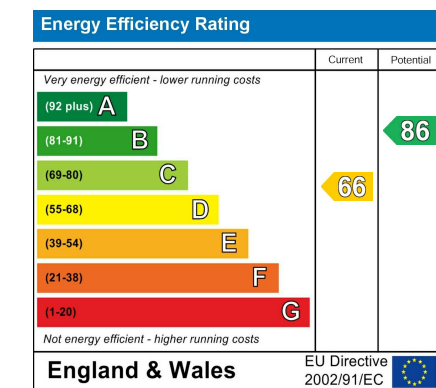 Energy Efficiency Rating
Current Potential
Very energy efficient - lower running costs
(92 plus) A
(81-91) B
86
(69-80) C
66
(55-68) D
(39-54) E
(21-38) F
(1-20) G
Not energy efficient - higher running costs
England & Wales
EU Directive
2002/91/EC